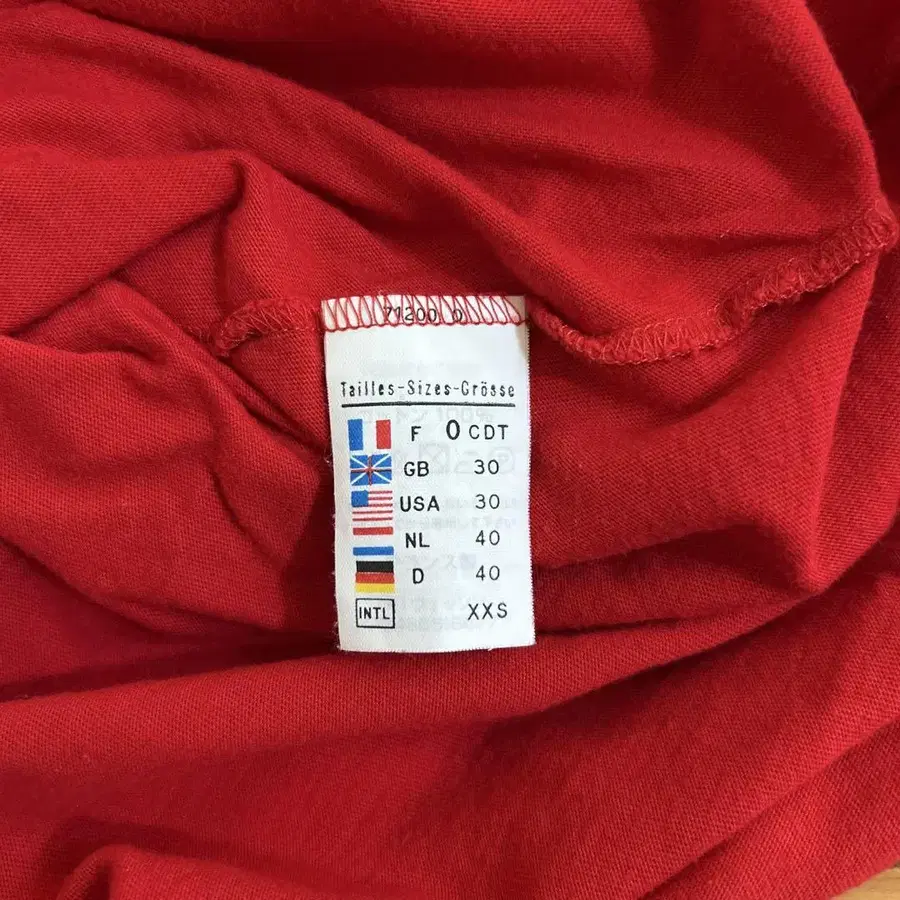 71200 0
Tailles-Sizes-Grösse
F 0 CDT
GB 30
USA 30
NL 40
D 40
INTL XXS